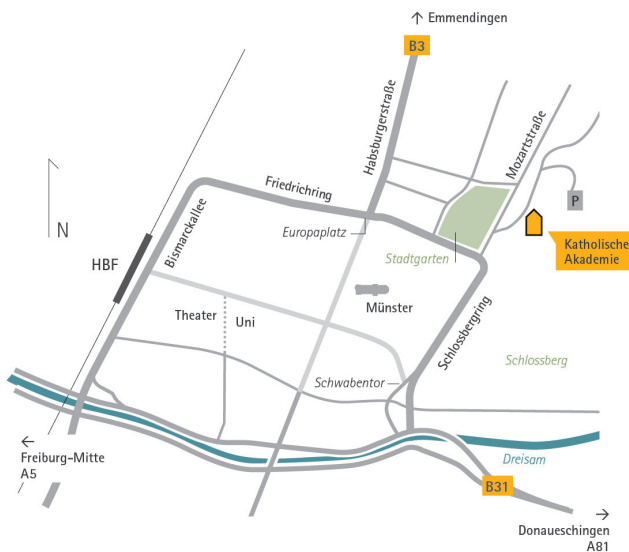 ↑ Emmendingen
B3
Habsburgerstraße
Mozartstraße
Friedrichring
P
Europaplatz
N
Bismarckallee
Katholische
Akademie
Stadtgarten
HBF
Münster
Theater
Uni
Schlossbergring
Schlossberg
Schwabentor
←
Freiburg-Mitte
A5
Dreisam
B31
→
Donaueschingen
A81